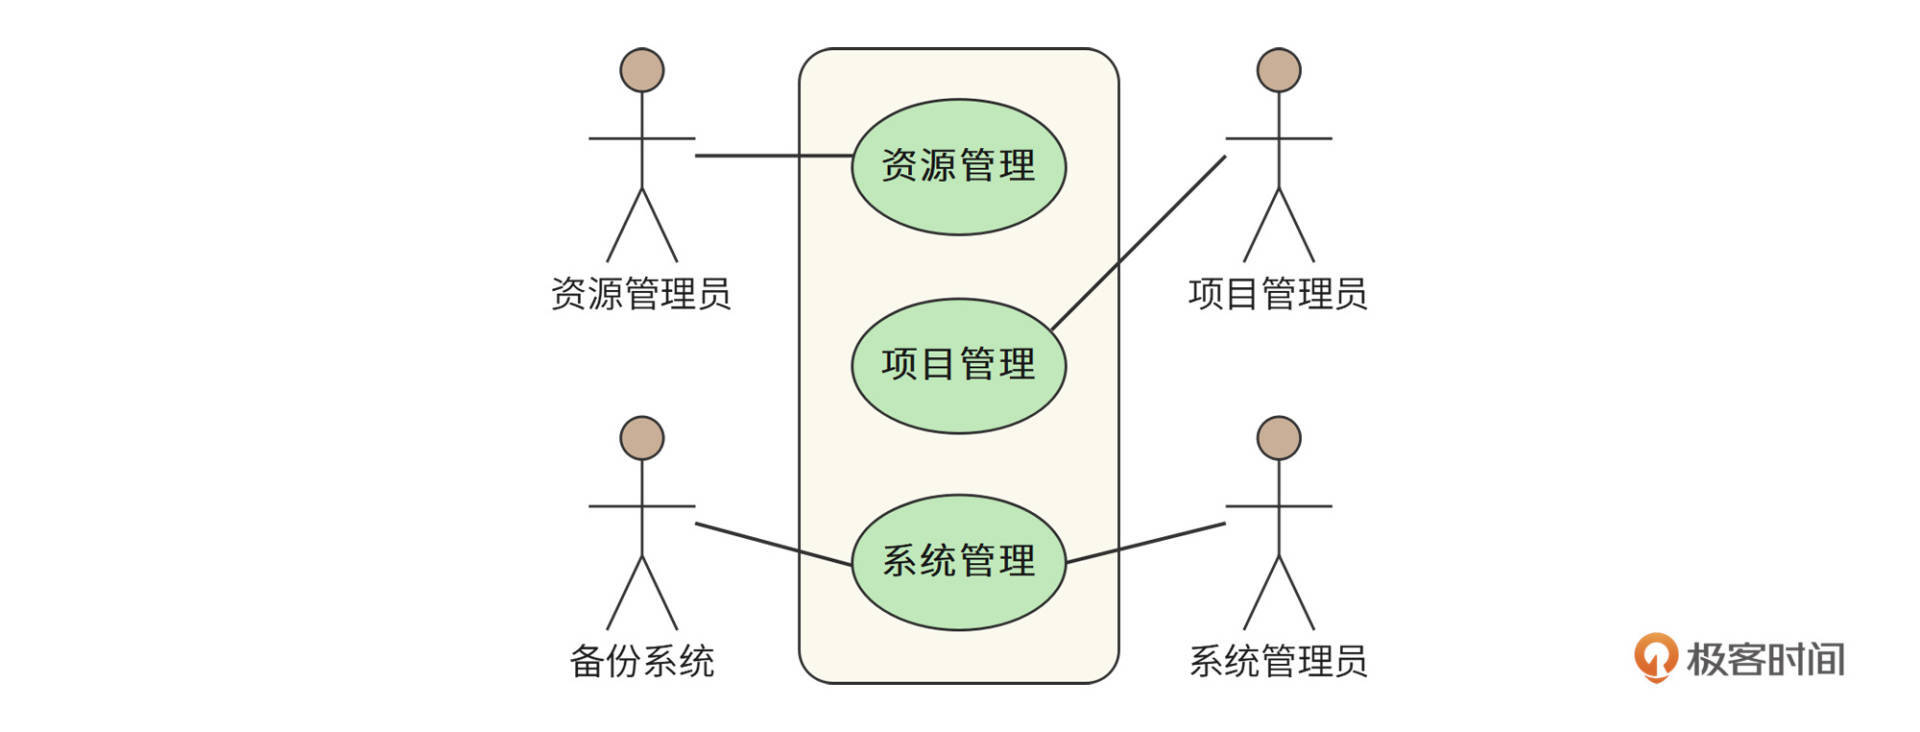 资源管理
资源管理员
项目管理员
项目管理
系统管理
备份系统
系统管理员
极客时间